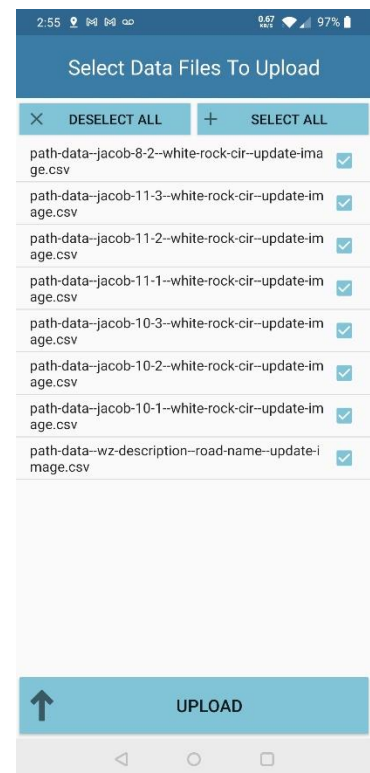 2:55
0.67
KB/S
97%
Select Data Files To Upload
DESELECT ALL
SELECT ALL
path-data--jacob-8-2--white-rock-cir--update-ima
ge.csv
path-data--jacob-11-3--white-rock-cir--update-im
age.csv
path-data--jacob-11-2--white-rock-cir--update-im
age.csv
path-data--jacob-11-1--white-rock-cir--update-im
age.csv
path-data--jacob-10-3--white-rock-cir--update-im
age.csv
path-data--jacob-10-2--white-rock-cir--update-im
age.csv
path-data--jacob-10-1--white-rock-cir--update-im
age.csv
path-data--wz-description--road-name--update-i
mage.csv
UPLOAD